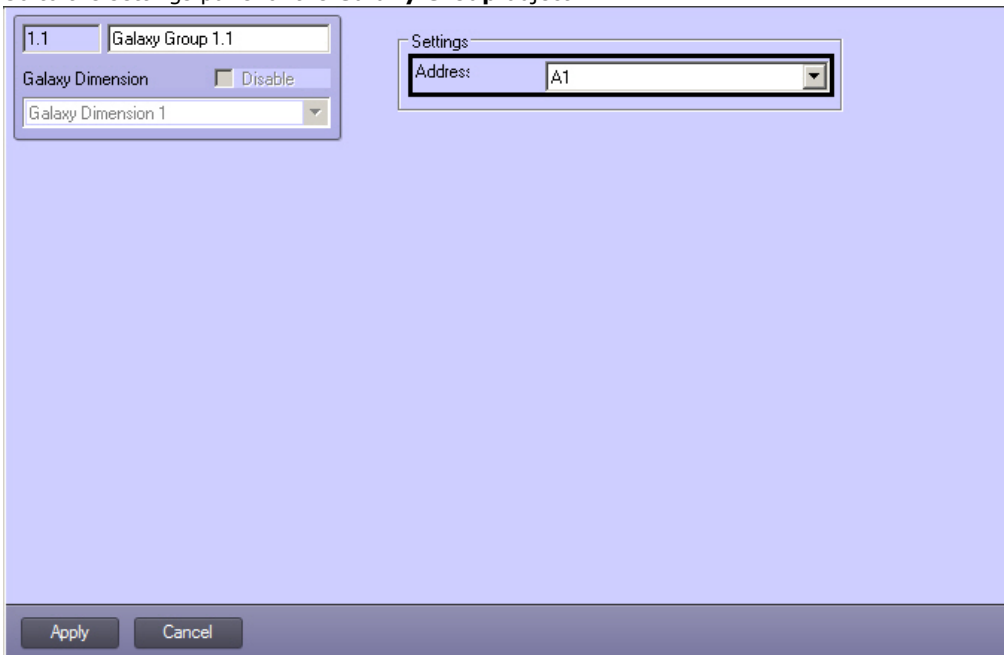 1.1 Galaxy Group 1.1
Galaxy Dimension Disable
Galaxy Dimension 1
Settings
Address A1
Apply Cancel